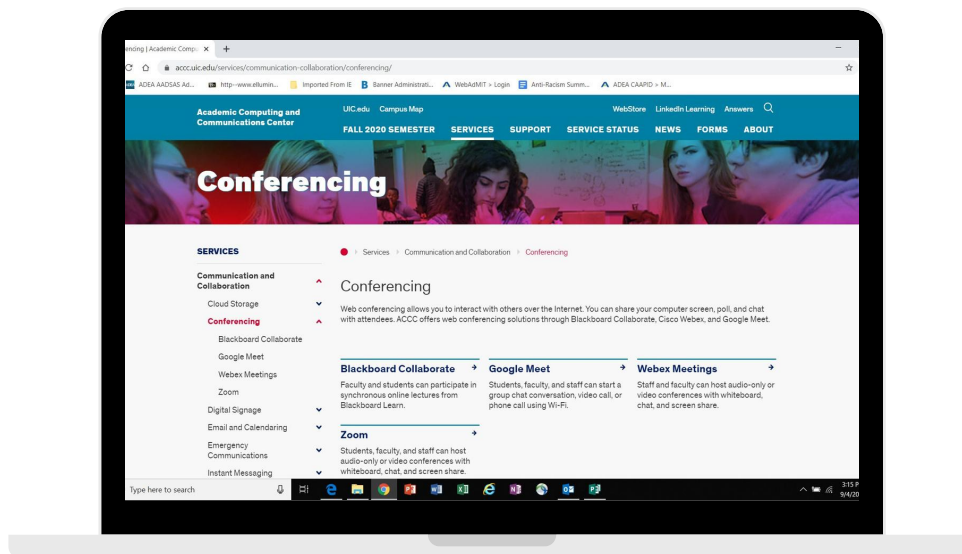 encing | Academic Comp
accc.uic.edu/services/communication-collaboration/conferencing/
ADEA AADSAS Ad... http--www.ellumin... Imported From IE Banner Administrati... WebAdMIT > Login Anti-Racism Summ... ADEA CAAPID > M...
Academic Computing and
Communications Center
UIC.edu Campus Map WebStore LinkedIn Learning Answers
FALL 2020 SEMESTER SERVICES SUPPORT SERVICE STATUS NEWS FORMS ABOUT
Conferencing
SERVICES
Communication and
Collaboration
Cloud Storage
Conferencing
Blackboard Collaborate
Google Meet
Webex Meetings
Zoom
Digital Signage
Email and Calendaring
Emergency
Communications
Instant Messaging
Services Communication and Collaboration Conferencing
Conferencing
Web conferencing allows you to interact with others over the Internet. You can share your computer screen, poll, and chat
with attendees. ACCC offers web conferencing solutions through Blackboard Collaborate, Cisco Webex, and Google Meet.
Blackboard Collaborate
Faculty and students can participate in
synchronous online lectures from
Blackboard Learn.
Google Meet
Students, faculty, and staff can start a
group chat conversation, video call, or
phone call using Wi-Fi.
Webex Meetings
Staff and faculty can host audio-only or
video conferences with whiteboard,
chat, and screen share.
Zoom
Students, faculty, and staff can host
audio-only or video conferences with
whiteboard, chat, and screen share.
Type here to search
3:15 P
9/4/20